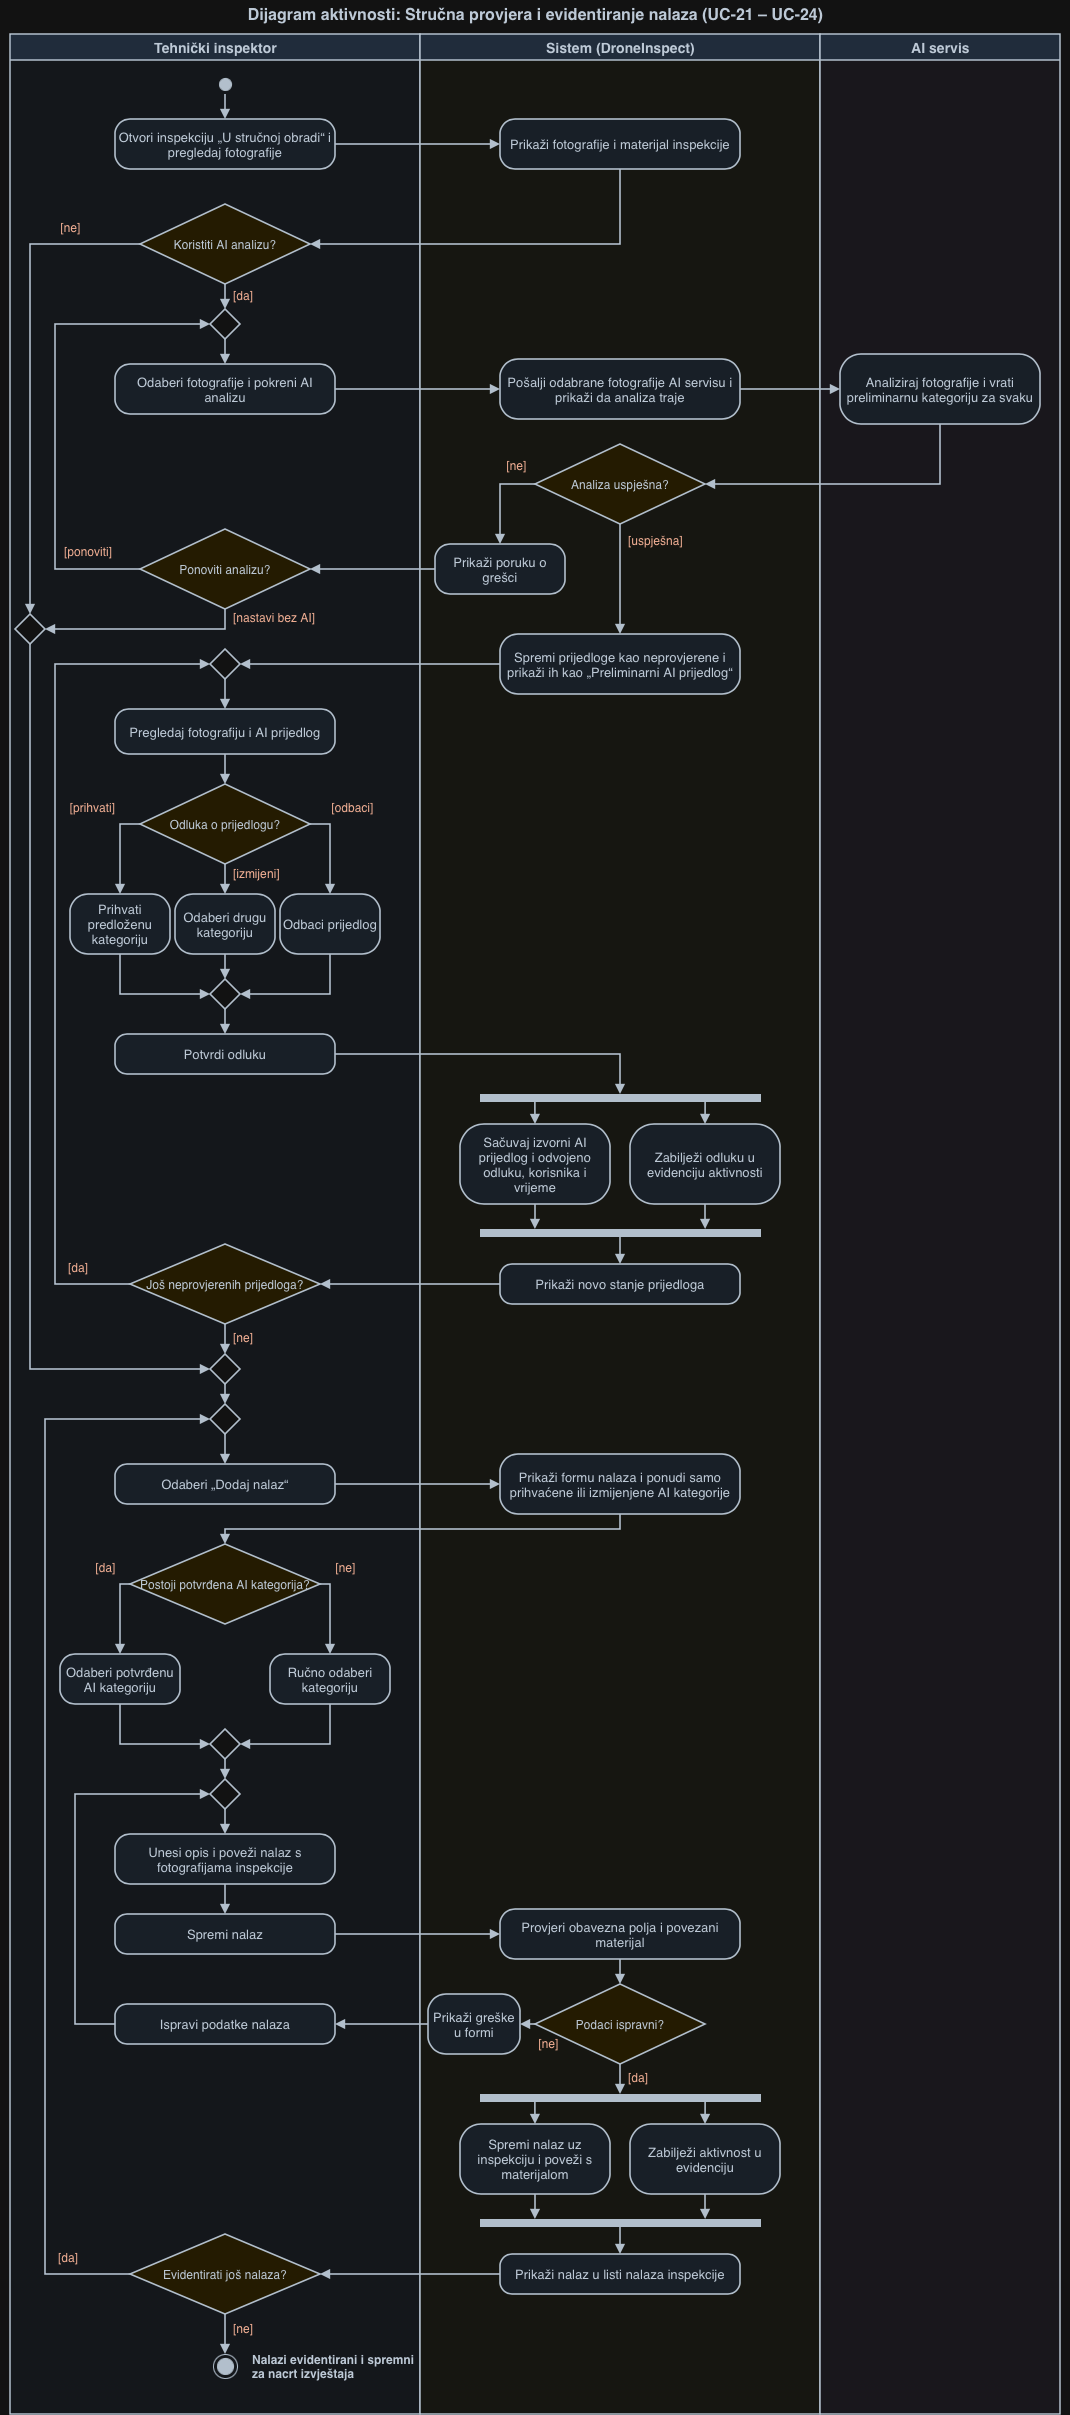 Dijagram aktivnosti: Stručna provjera i evidentiranje nalaza (UC-21 – UC-24)
Tehnički inspektor
Sistem (DroneInspect)
AI servis
Otvori inspekciju „U stručnoj obradi“ i
pregledaj fotografije
Prikaži fotografije i materijal inspekcije
[ne]
Koristiti AI analizu?
[da]
Odaberi fotografije i pokreni AI
analizu
Pošalji odabrane fotografije AI servisu i
prikaži da analiza traje
Analiziraj fotografije i vrati
preliminarnu kategoriju za svaku
[ne]
Analiza uspješna?
[uspješna]
[ponoviti]
Ponoviti analizu?
Prikaži poruku o
grešci
[nastavi bez AI]
Spremi prijedloge kao neprovjerene i
prikaži ih kao „Preliminarni AI prijedlog“
Pregledaj fotografiju i AI prijedlog
[prihvati]
[odbaci]
Odluka o prijedlogu?
[izmijeni]
Prihvati
predloženu
kategoriju
Odaberi drugu
kategoriju
Odbaci prijedlog
Potvrdi odluku
Sačuvaj izvorni AI
prijedlog i odvojeno
odluku, korisnika i
vrijeme
Zabilježi odluku u
evidenciju aktivnosti
[da]
Još neprovjerenih prijedloga?
Prikaži novo stanje prijedloga
[ne]
Odaberi „Dodaj nalaz“
Prikaži formu nalaza i ponudi samo
prihvaćene ili izmijenjene AI kategorije
[da]
[ne]
Postoji potvrđena AI kategorija?
Odaberi potvrđenu
AI kategoriju
Ručno odaberi
kategoriju
Unesi opis i poveži nalaz s
fotografijama inspekcije
Spremi nalaz
Provjeri obavezna polja i povezani
materijal
Ispravi podatke nalaza
Prikaži greške
u formi
Podaci ispravni?
[ne]
[da]
Spremi nalaz uz
inspekciju i poveži s
materijalom
Zabilježi aktivnost u
evidenciju
[da]
Evidentirati još nalaza?
Prikaži nalaz u listi nalaza inspekcije
[ne]
Nalazi evidentirani i spremni
za nacrt izvještaja